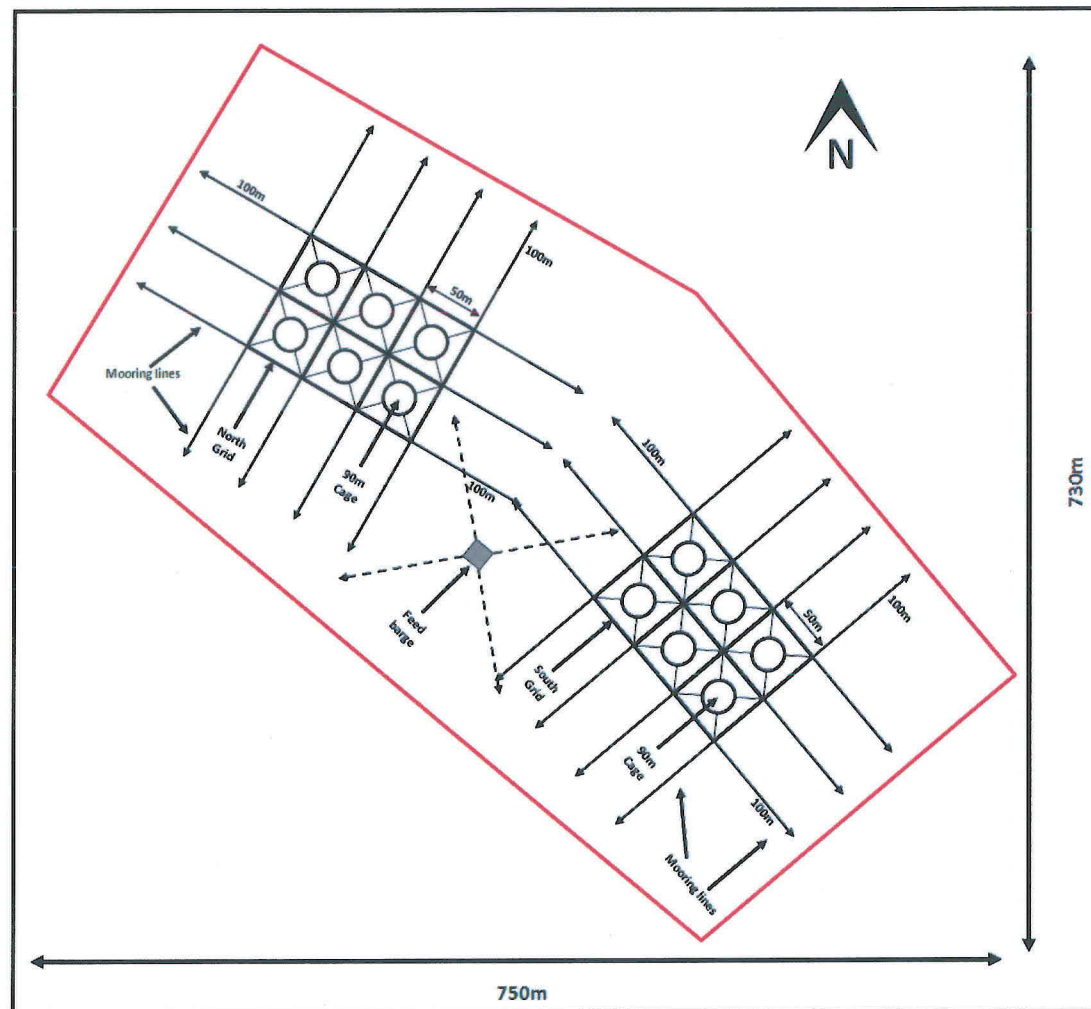 N
100m
100m
50m
730m
Mooring lines
North
Grid
90m
Cage
100m
100m
50m
100m
Feed
barge
South
Grid
90m
Cage
100m
Mooring lines
750m